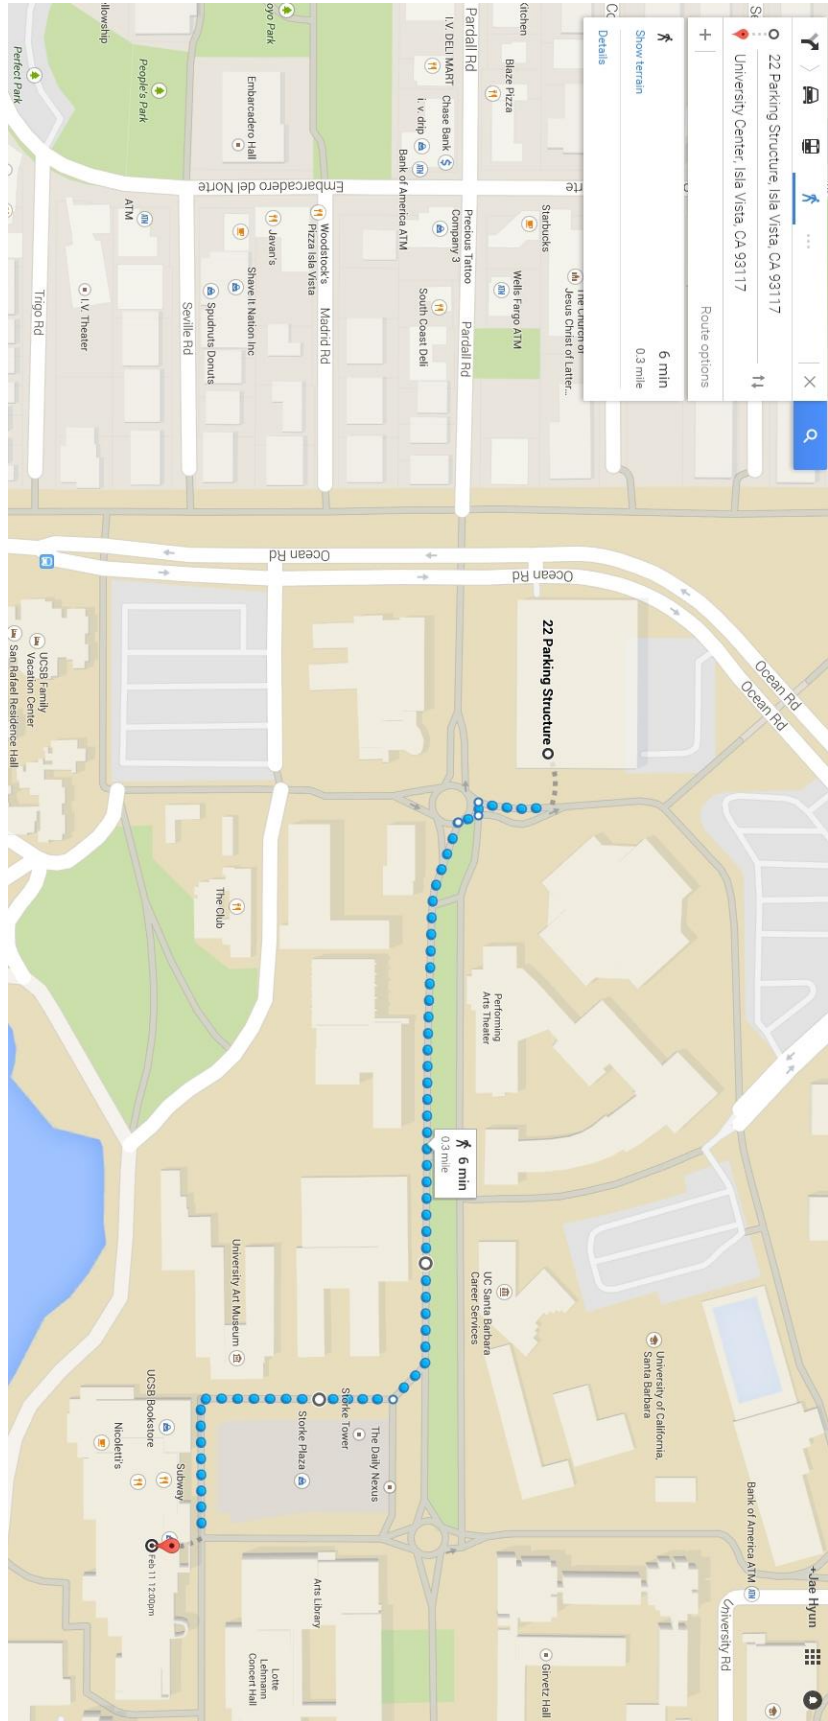 22 Parking Structure, Isla Vista, CA 93117
University Center, Isla Vista, CA 93117
Route options
6 min
0.3 mile
Show terrain
Details
+Jae Hyun
Kitchen
Blaze Pizza
Pardall Rd
I.V. DELI MART
Chase Bank
i. v. drip
Bank of America ATM
Embarcadero Hall
People's Park
Perfect Park
Embarcadero del Norte
Starbucks
The Church of
Jesus Christ of Latter...
Wells Fargo ATM
Precious Tattoo
Company 3
Pardall Rd
South Coast Deli
Woodstock's
Pizza Isla Vista
Madrid Rd
Javan's
Shave It Nation Inc
Spudnuts Donuts
Seville Rd
ATM
I.V. Theater
Trigo Rd
Ocean Rd
Ocean Rd
Ocean Rd
Ocean Rd
22 Parking Structure
UCSB Family
Vacation Center
San Rafael Residence Hall
The Club
Performing
Arts Theater
6 min
0.3 mile
UC Santa Barbara
Career Services
University of California,
Santa Barbara
University Art Museum
Storke Tower
The Daily Nexus
Storke Plaza
UCSB Bookstore
Subway
Nicoletti's
Feb 11 12:00pm
Bank of America ATM
University Rd
Arts Library
Lotte
Lehmann
Concert Hall
Girvetz Hall